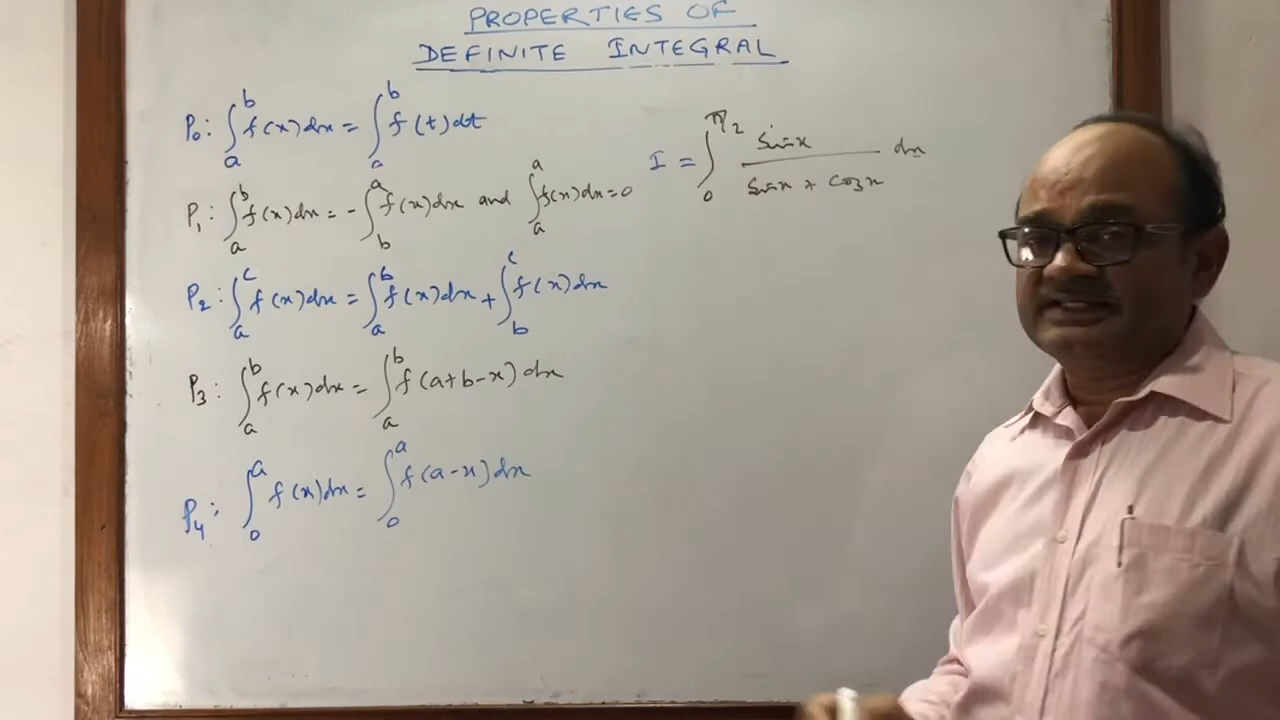 PROPERTIES OF
DEFINITE INTEGRAL
P₀: ∫ₐᵇ f(x)dx = ∫ₐᵇ f(t)dt
P₁: ∫ₐᵇ f(x)dx = -∫_b^a f(x)dx and ∫ₐᵃ f(x)dx=0
P₂: ∫ₐᶜ f(x)dx = ∫ₐᵇ f(x)dx + ∫_b^c f(x)dx
P₃: ∫ₐᵇ f(x)dx = ∫ₐᵇ f(a+b-x)dx
P₄: ∫₀ᵃ f(x)dx = ∫₀ᵃ f(a-x)dx
I = ∫₀^(π/2) sinx / (sinx + cosx) dx